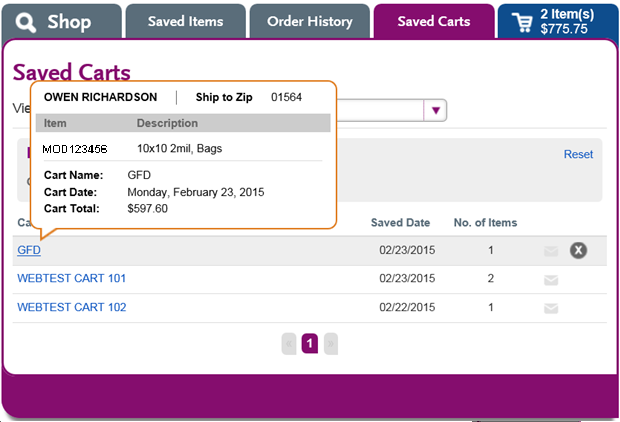 Shop
Saved Items
Order History
Saved Carts
2 Item(s)
$775.75
Saved Carts
OWEN RICHARDSON | Ship to Zip 01564
Item Description
MOD123456 10x10 2mil, Bags
Cart Name: GFD
Cart Date: Monday, February 23, 2015
Cart Total: $597.60
Reset
Saved Date No. of Items
GFD 02/23/2015 1 X
WEBTEST CART 101 02/23/2015 2
WEBTEST CART 102 02/22/2015 1
« 1 »